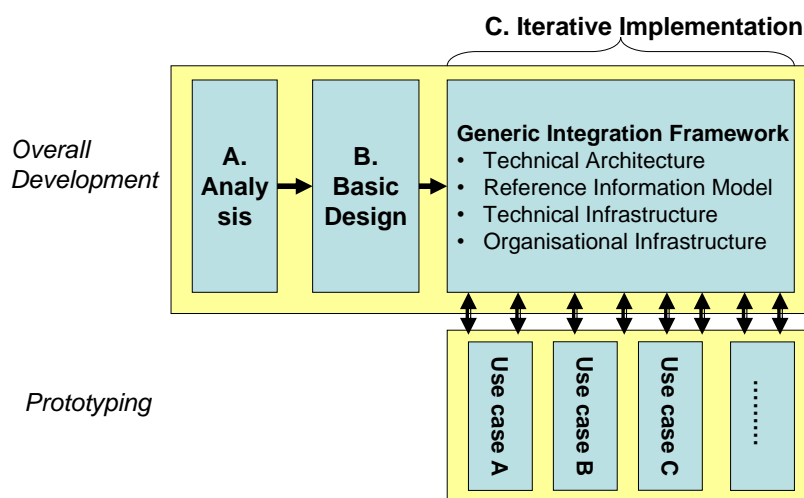 C. Iterative Implementation
Overall
Development
A.
Analy
sis
B.
Basic
Design
Generic Integration Framework
• Technical Architecture
• Reference Information Model
• Technical Infrastructure
• Organisational Infrastructure
Prototyping
Use case A
Use case B
Use case C
..........